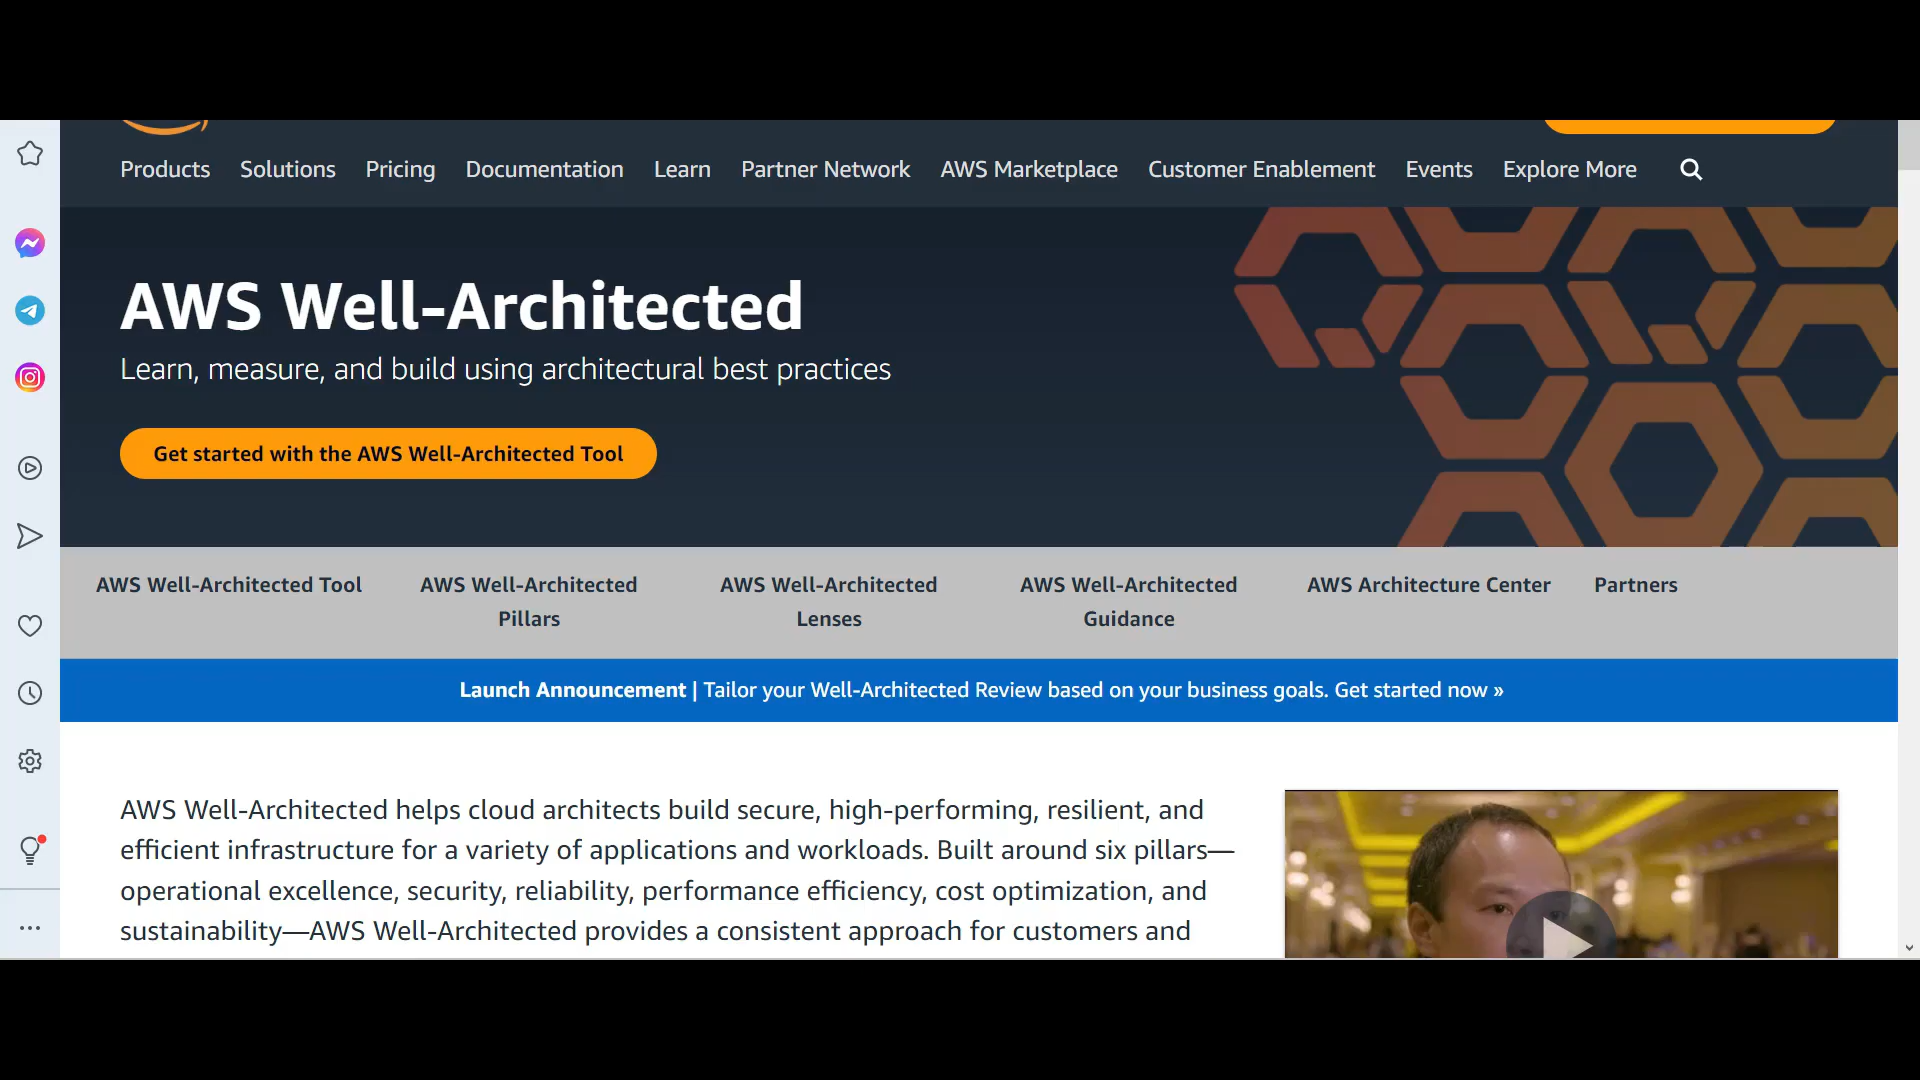 Products Solutions Pricing Documentation Learn Partner Network AWS Marketplace Customer Enablement Events Explore More
AWS Well-Architected
Learn, measure, and build using architectural best practices
Get started with the AWS Well-Architected Tool
AWS Well-Architected Tool
AWS Well-Architected
Pillars
AWS Well-Architected
Lenses
AWS Well-Architected
Guidance
AWS Architecture Center
Partners
Launch Announcement | Tailor your Well-Architected Review based on your business goals. Get started now »
AWS Well-Architected helps cloud architects build secure, high-performing, resilient, and
efficient infrastructure for a variety of applications and workloads. Built around six pillars—
operational excellence, security, reliability, performance efficiency, cost optimization, and
sustainability—AWS Well-Architected provides a consistent approach for customers and